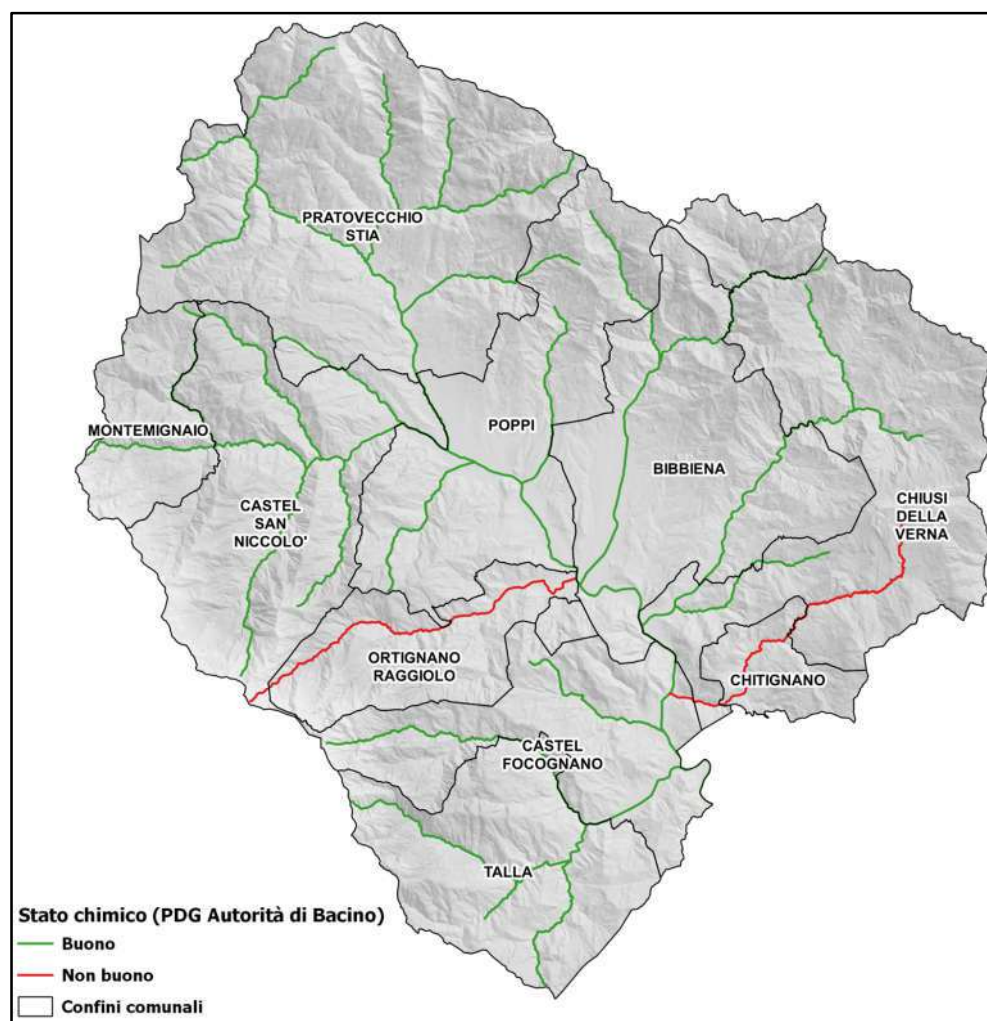 PRATOVECCHIO
STIA
POPPI
MONTEMIGNAIO
BIBBIENA
CASTEL
SAN
NICCOLO'
CHIUSI
DELLA
VERNA
ORTIGNANO
RAGGIOLO
CHITIGNANO
CASTEL
FOCOGNANO
TALLA
Stato chimico (PDG Autorità di Bacino)
Buono
Non buono
Confini comunali